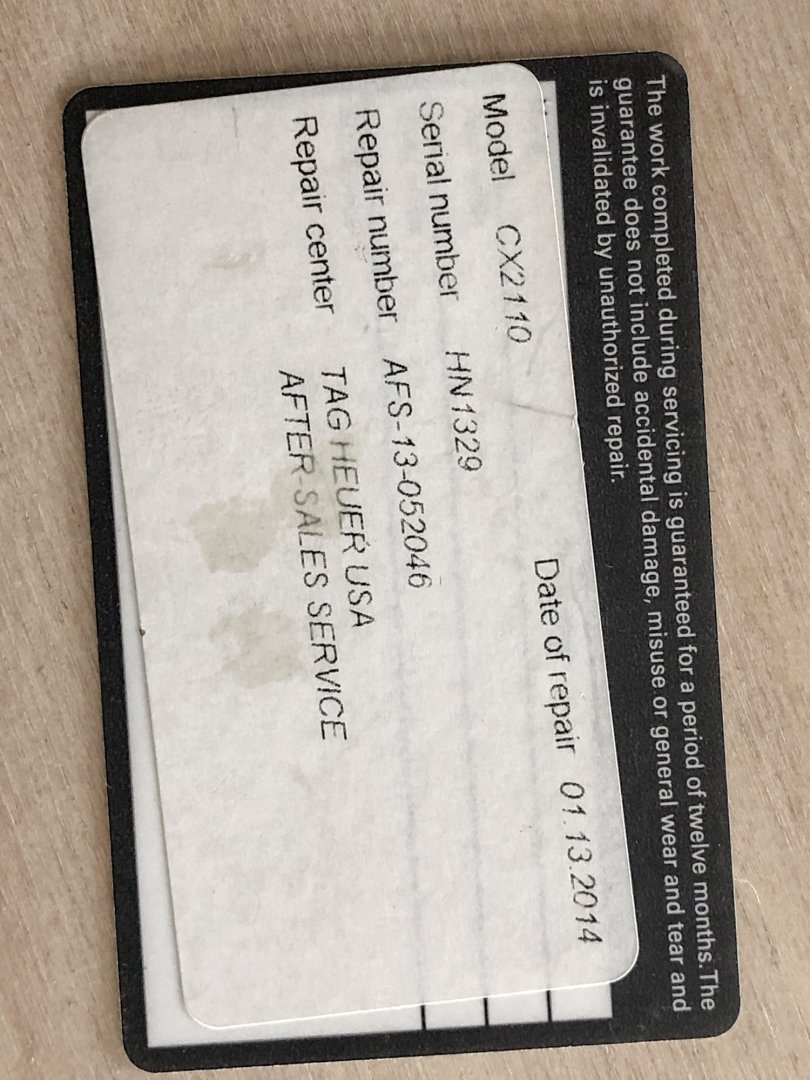 The work completed during servicing is guaranteed for a period of twelve months.The
guarantee does not include accidental damage, misuse or general wear and tear and
is invalidated by unauthorized repair.
Date of repair 01.13.2014
Model CX2110
Serial number HN1329
Repair number AFS-13-052046
Repair center TAG HEUER USA
AFTER-SALES SERVICE